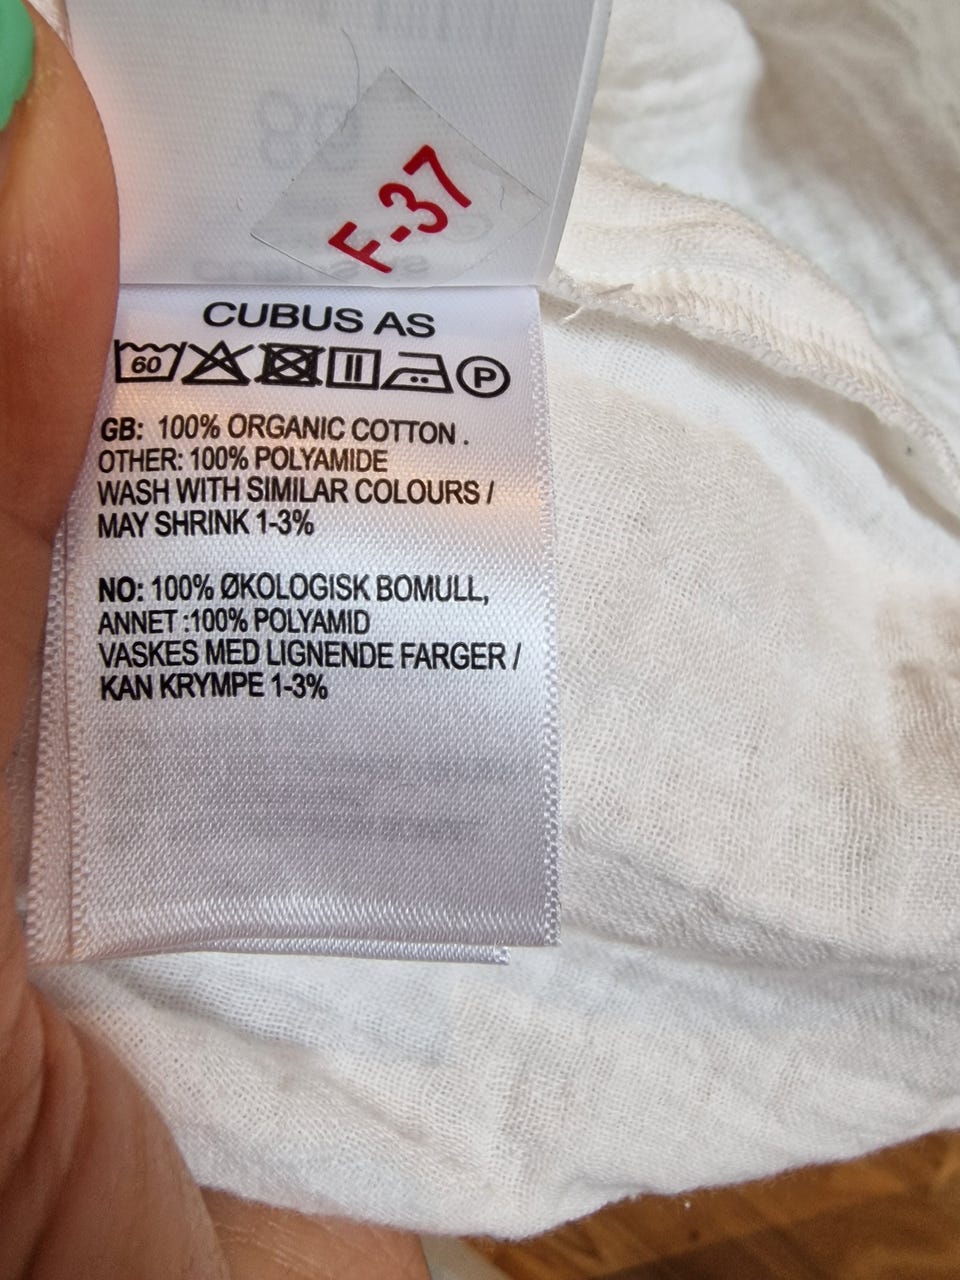 F-37
CUBUS AS
60 P
GB: 100% ORGANIC COTTON .
OTHER: 100% POLYAMIDE
WASH WITH SIMILAR COLOURS /
MAY SHRINK 1-3%
NO: 100% ØKOLOGISK BOMULL,
ANNET :100% POLYAMID
VASKES MED LIGNENDE FARGER /
KAN KRYMPE 1-3%